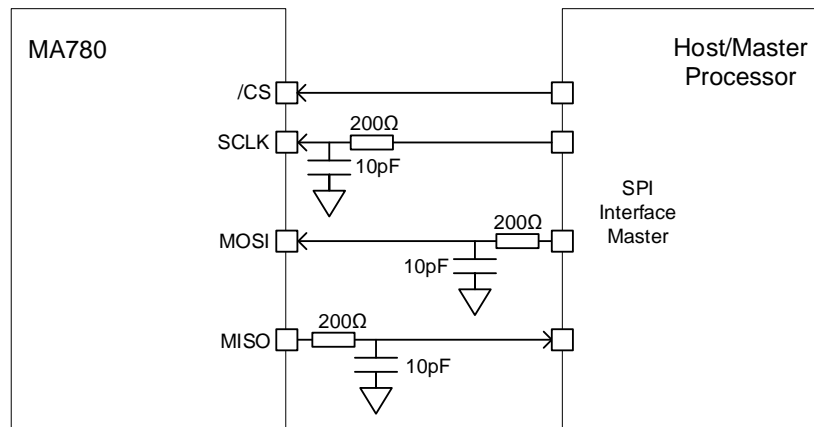 MA780
Host/Master
Processor
/CS
200Ω
SCLK
10pF
SPI
Interface
Master
200Ω
MOSI
10pF
200Ω
MISO
10pF